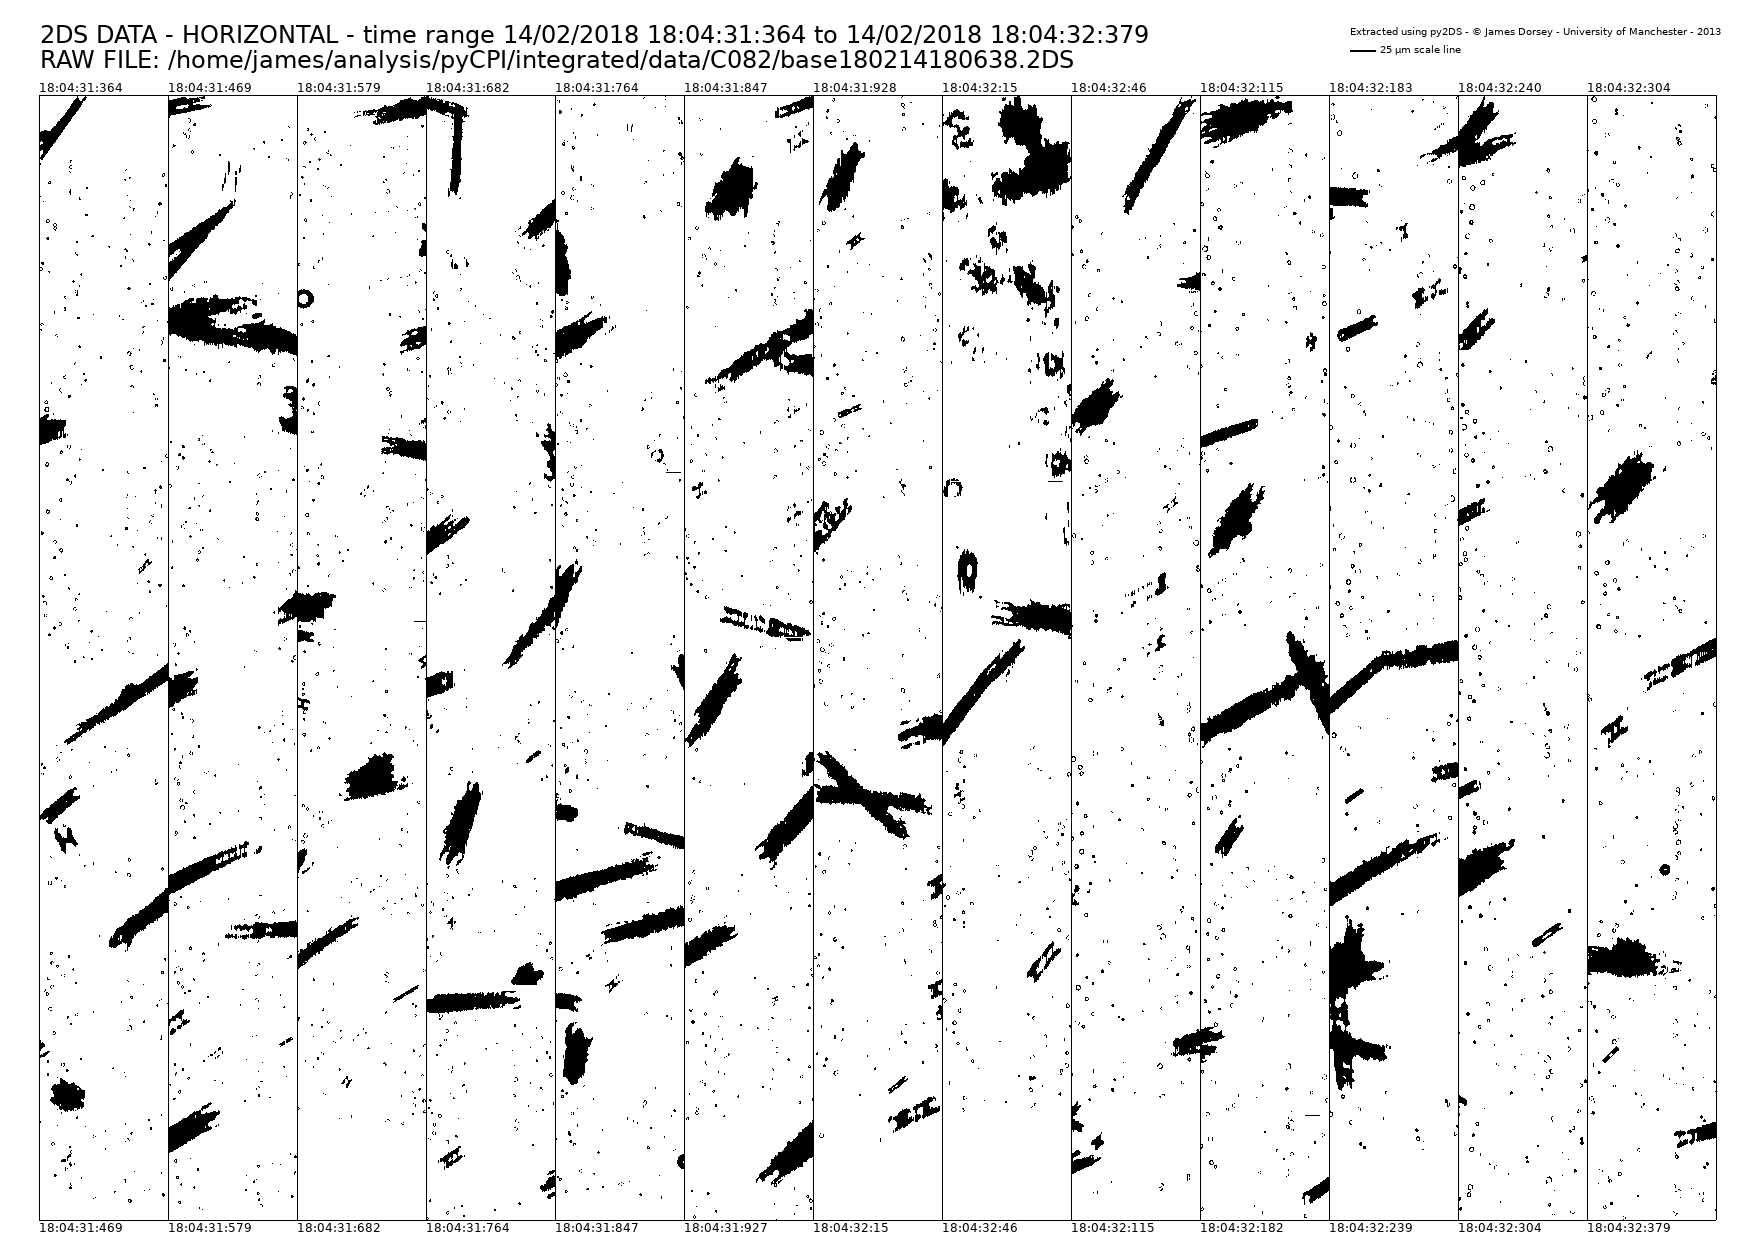 2DS DATA - HORIZONTAL - time range 14/02/2018 18:04:31:364 to 14/02/2018 18:04:32:379
RAW FILE: /home/james/analysis/pyCPI/integrated/data/C082/base180214180638.2DS
Extracted using py2DS - © James Dorsey - University of Manchester - 2013
25 µm scale line
18:04:31:364 18:04:31:469 18:04:31:579 18:04:31:682 18:04:31:764 18:04:31:847 18:04:31:928 18:04:32:15 18:04:32:46 18:04:32:115 18:04:32:183 18:04:32:240 18:04:32:304
18:04:31:469 18:04:31:579 18:04:31:682 18:04:31:764 18:04:31:847 18:04:31:927 18:04:32:15 18:04:32:46 18:04:32:115 18:04:32:182 18:04:32:239 18:04:32:304 18:04:32:379